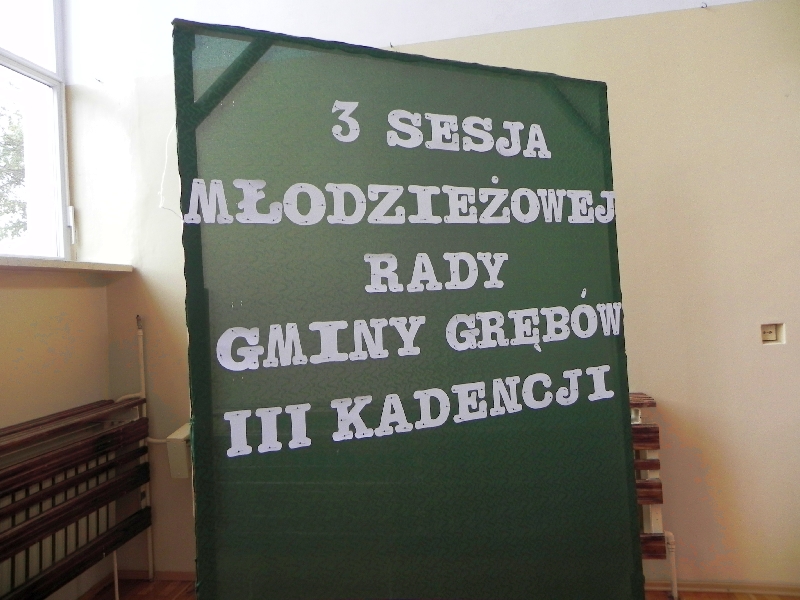 3 SESJA
MŁODZIEŻOWEJ
RADY
GMINY GRĘBÓW
III KADENCJI